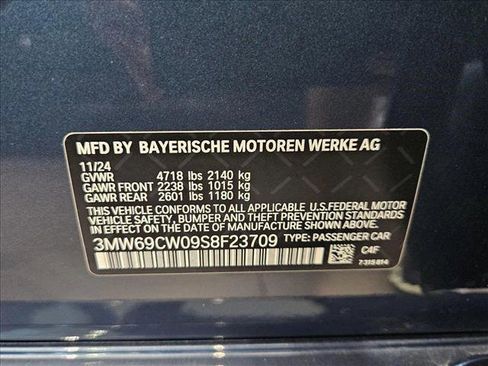 MFD BY BAYERISCHE MOTOREN WERKE AG
11/24
GVWR 4718 lbs 2140 kg
GAWR FRONT 2238 lbs 1015 kg
GAWR REAR 2601 lbs 1180 kg
THIS VEHICLE CONFORMS TO ALL APPLICABLE U.S.FEDERAL MOTOR
VEHICLE SAFETY, BUMPER AND THEFT PREVENTION STANDARDS
IN EFFECT ON THE DATE OF MANUFACTURE SHOWN ABOVE.
3MW69CW09S8F23709 TYPE: PASSENGER CAR
C4F
7315814